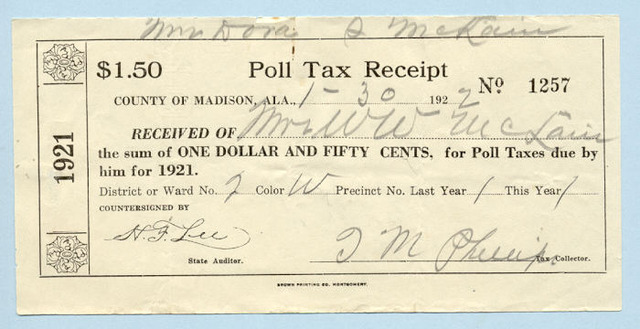 Mrs Dora S McKain
$1.50 Poll Tax Receipt
No. 1257
COUNTY OF MADISON, ALA., 1-30 1922
1921
RECEIVED OF Mrs W W McKain
the sum of ONE DOLLAR AND FIFTY CENTS, for Poll Taxes due by
him for 1921.
District or Ward No. 2 Color W Precinct No. Last Year 1 This Year 1
COUNTERSIGNED BY
H. F. Lee
State Auditor.
T M
Tax Collector.
BROWN PRINTING CO. MONTGOMERY.